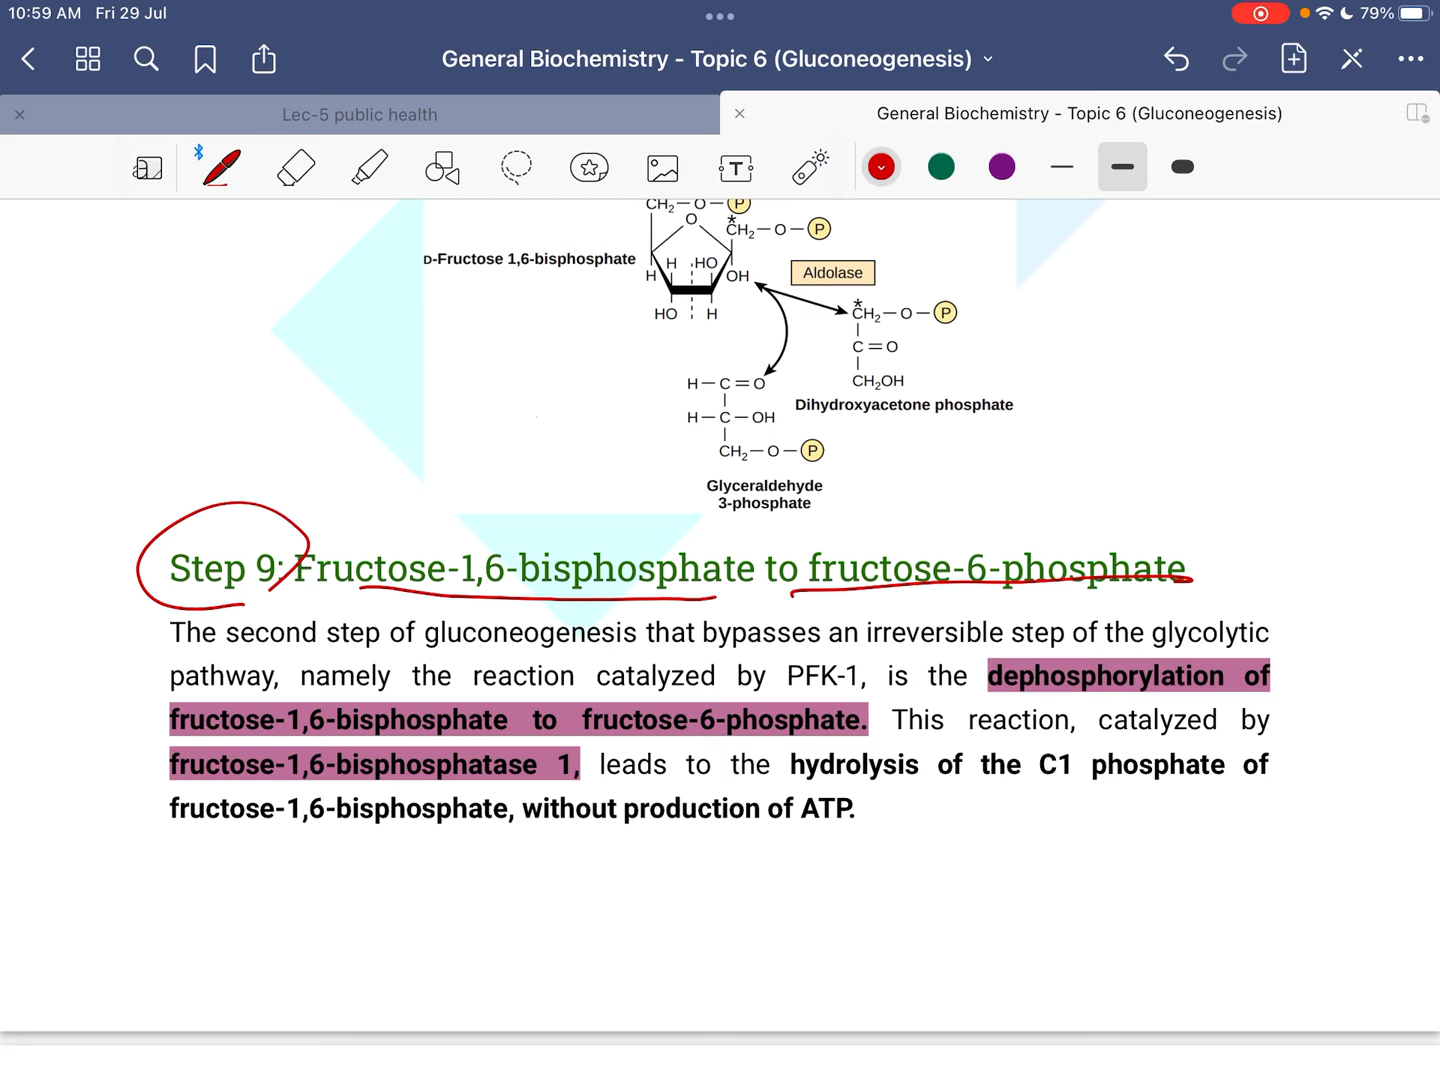 10:59 AM Fri 29 Jul
79%
General Biochemistry - Topic 6 (Gluconeogenesis)
Lec-5 public health
General Biochemistry - Topic 6 (Gluconeogenesis)
T
CH2—O—P
O
*
CH2—O—P
D-Fructose 1,6-bisphosphate
H HO
H OH
HO H
Aldolase
*
CH2—O—P
C=O
CH2OH
Dihydroxyacetone phosphate
H—C=O
H—C—OH
CH2—O—P
Glyceraldehyde
3-phosphate
Step 9: Fructose-1,6-bisphosphate to fructose-6-phosphate
The second step of gluconeogenesis that bypasses an irreversible step of the glycolytic
pathway, namely the reaction catalyzed by PFK-1, is the dephosphorylation of
fructose-1,6-bisphosphate to fructose-6-phosphate. This reaction, catalyzed by
fructose-1,6-bisphosphatase 1, leads to the hydrolysis of the C1 phosphate of
fructose-1,6-bisphosphate, without production of ATP.